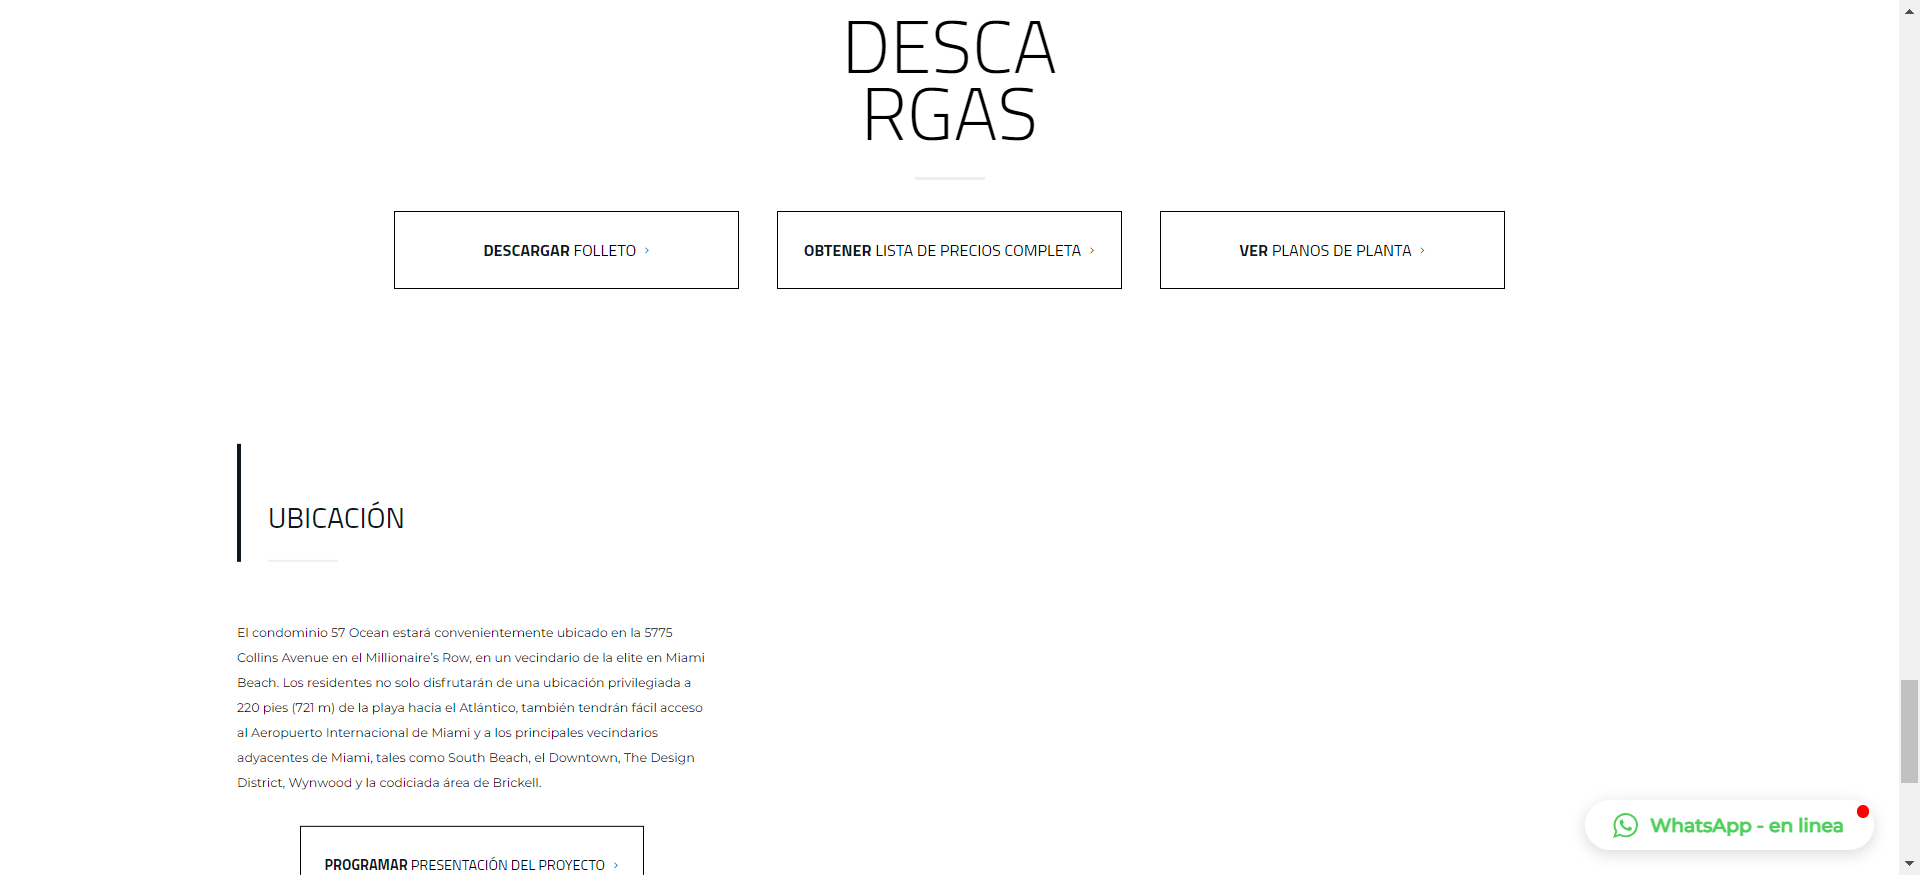 DESCA
RGAS
DESCARGAR FOLLETO ›
OBTENER LISTA DE PRECIOS COMPLETA ›
VER PLANOS DE PLANTA ›
UBICACIÓN
El condominio 57 Ocean estará convenientemente ubicado en la 5775
Collins Avenue en el Millionaire’s Row, en un vecindario de la elite en Miami
Beach. Los residentes no solo disfrutarán de una ubicación privilegiada a
220 pies (721 m) de la playa hacia el Atlántico, también tendrán fácil acceso
al Aeropuerto Internacional de Miami y a los principales vecindarios
adyacentes de Miami, tales como South Beach, el Downtown, The Design
District, Wynwood y la codiciada área de Brickell.
PROGRAMAR PRESENTACIÓN DEL PROYECTO ›
WhatsApp - en linea